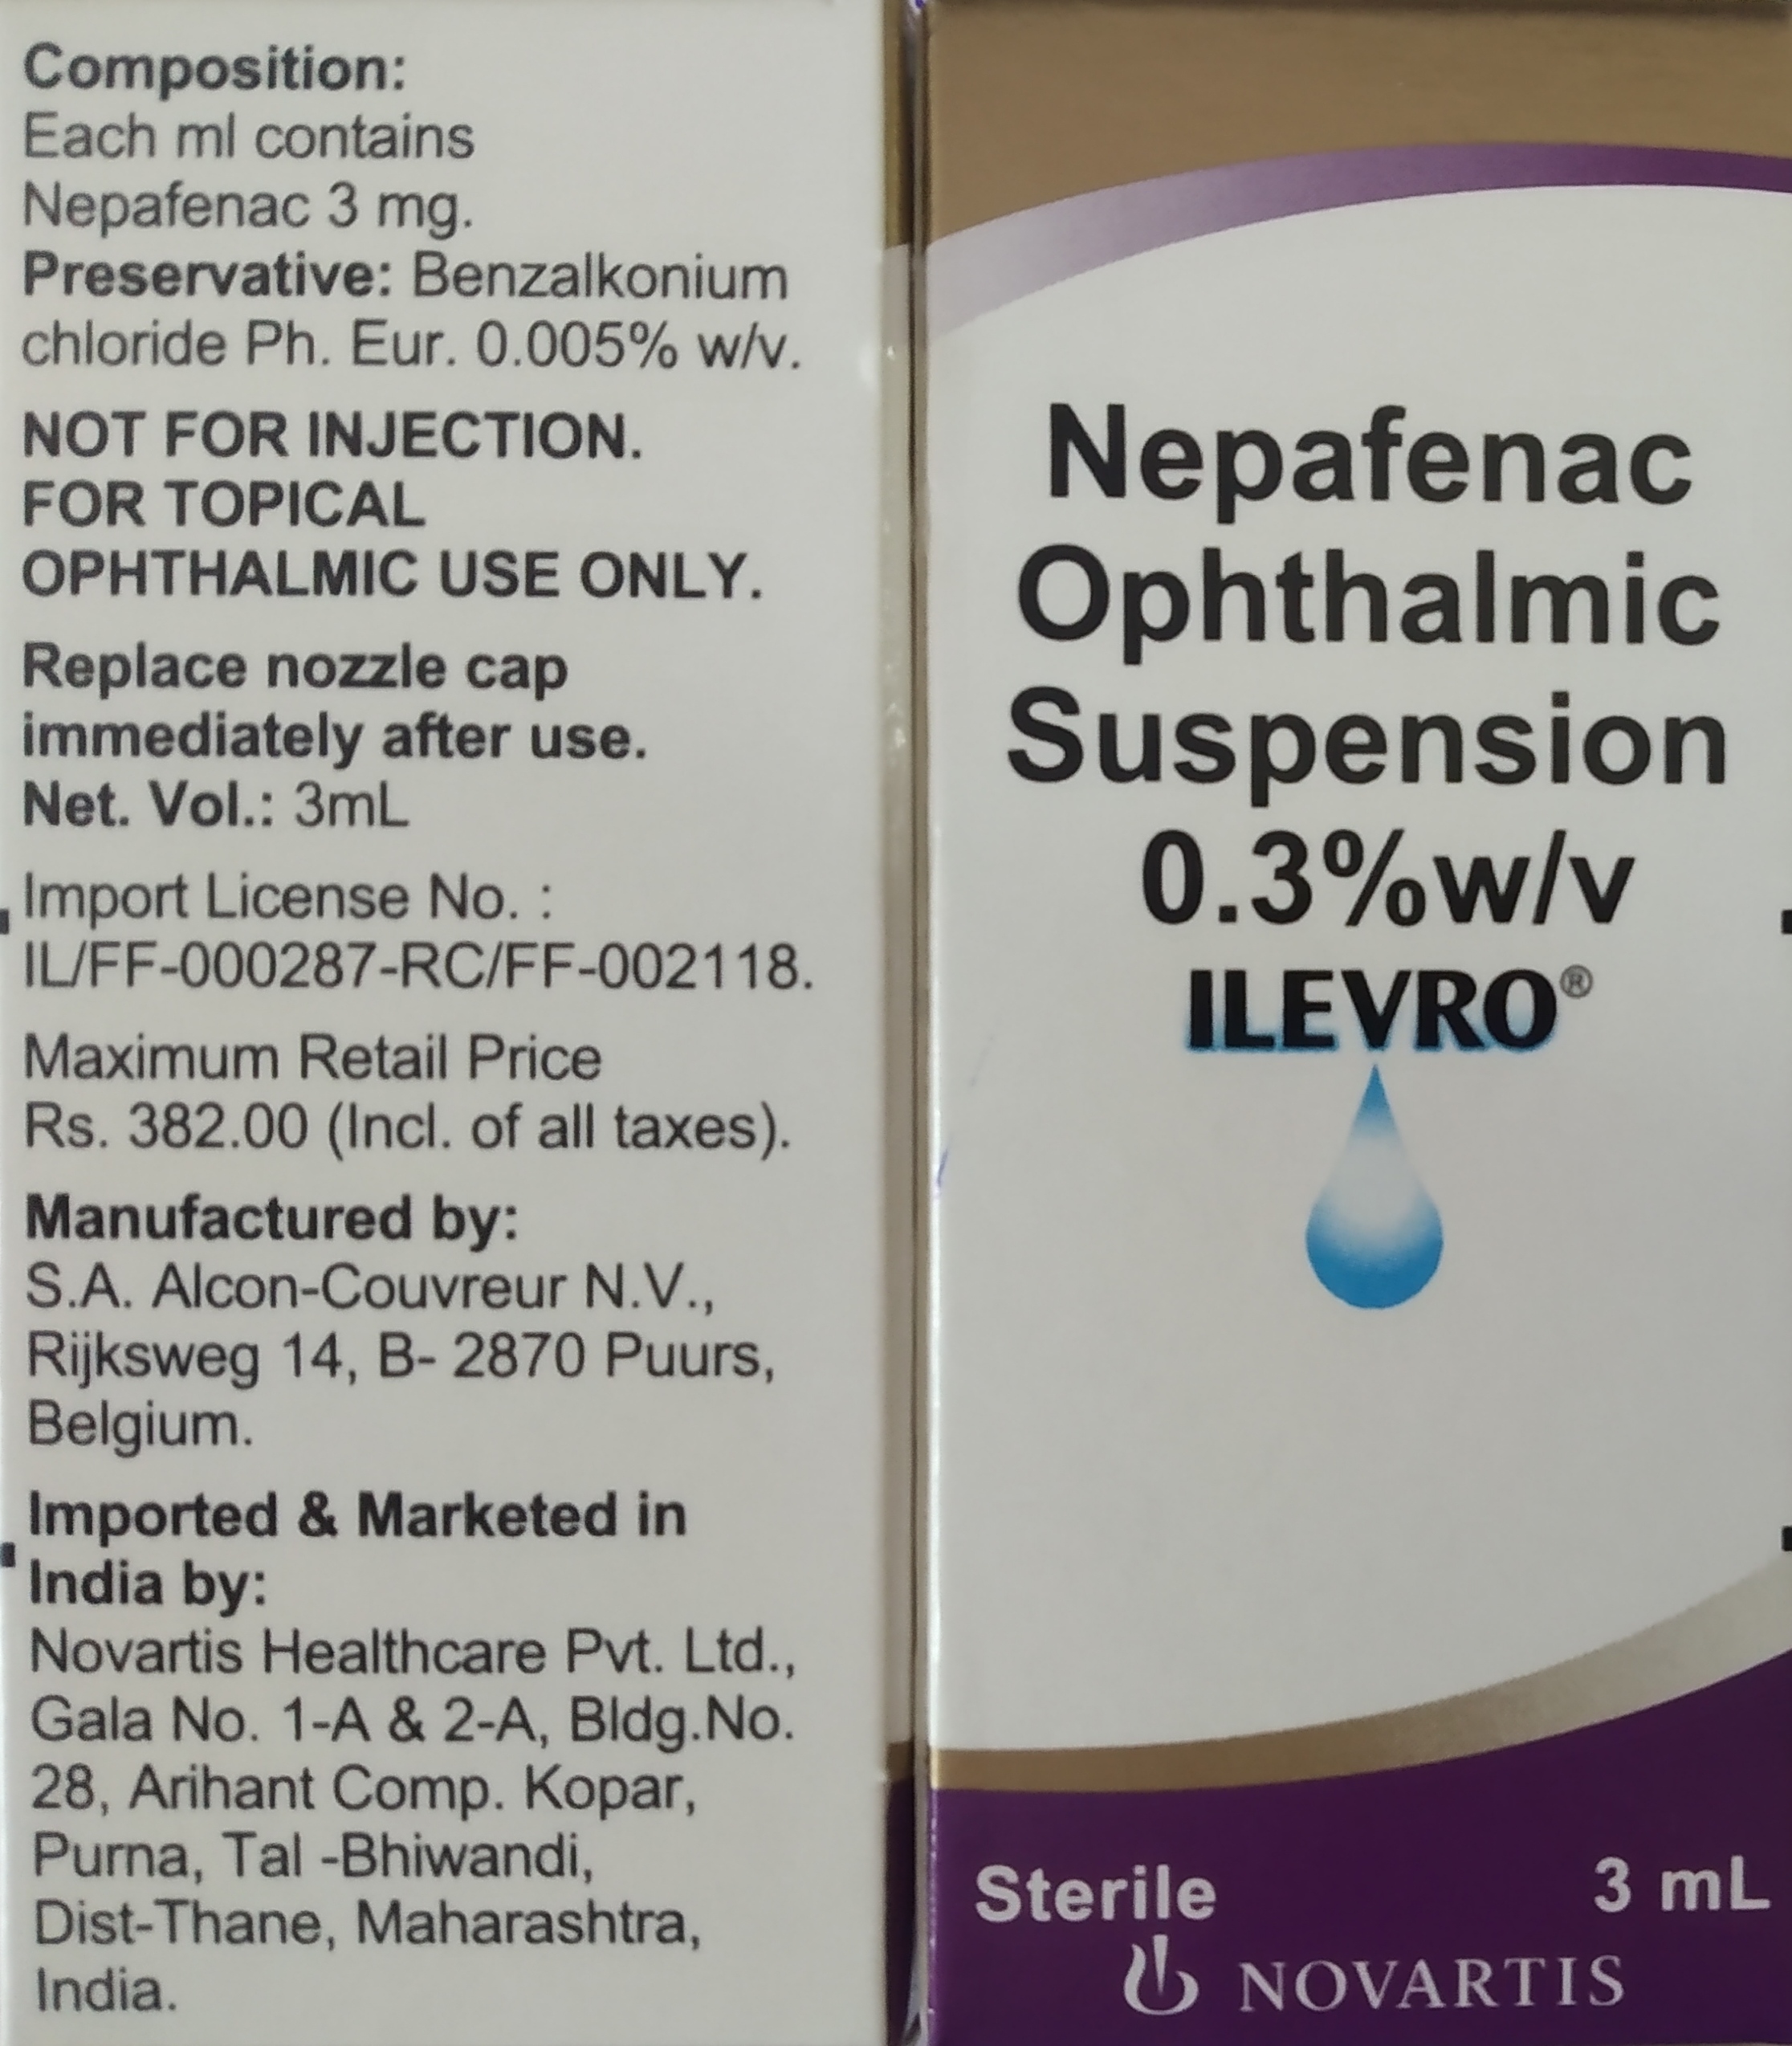 Composition:
Each ml contains
Nepafenac 3 mg.
Preservative: Benzalkonium
chloride Ph. Eur. 0.005% w/v.
NOT FOR INJECTION.
FOR TOPICAL
OPHTHALMIC USE ONLY.
Replace nozzle cap
immediately after use.
Net. Vol.: 3mL
Import License No. :
IL/FF-000287-RC/FF-002118.
Maximum Retail Price
Rs. 382.00 (Incl. of all taxes).
Manufactured by:
S.A. Alcon-Couvreur N.V.,
Rijksweg 14, B- 2870 Puurs,
Belgium.
Imported & Marketed in
India by:
Novartis Healthcare Pvt. Ltd.,
Gala No. 1-A & 2-A, Bldg.No.
28, Arihant Comp. Kopar,
Purna, Tal -Bhiwandi,
Dist-Thane, Maharashtra,
India.
Nepafenac
Ophthalmic
Suspension
0.3%w/v
ILEVRO®
Sterile 3 mL
NOVARTIS